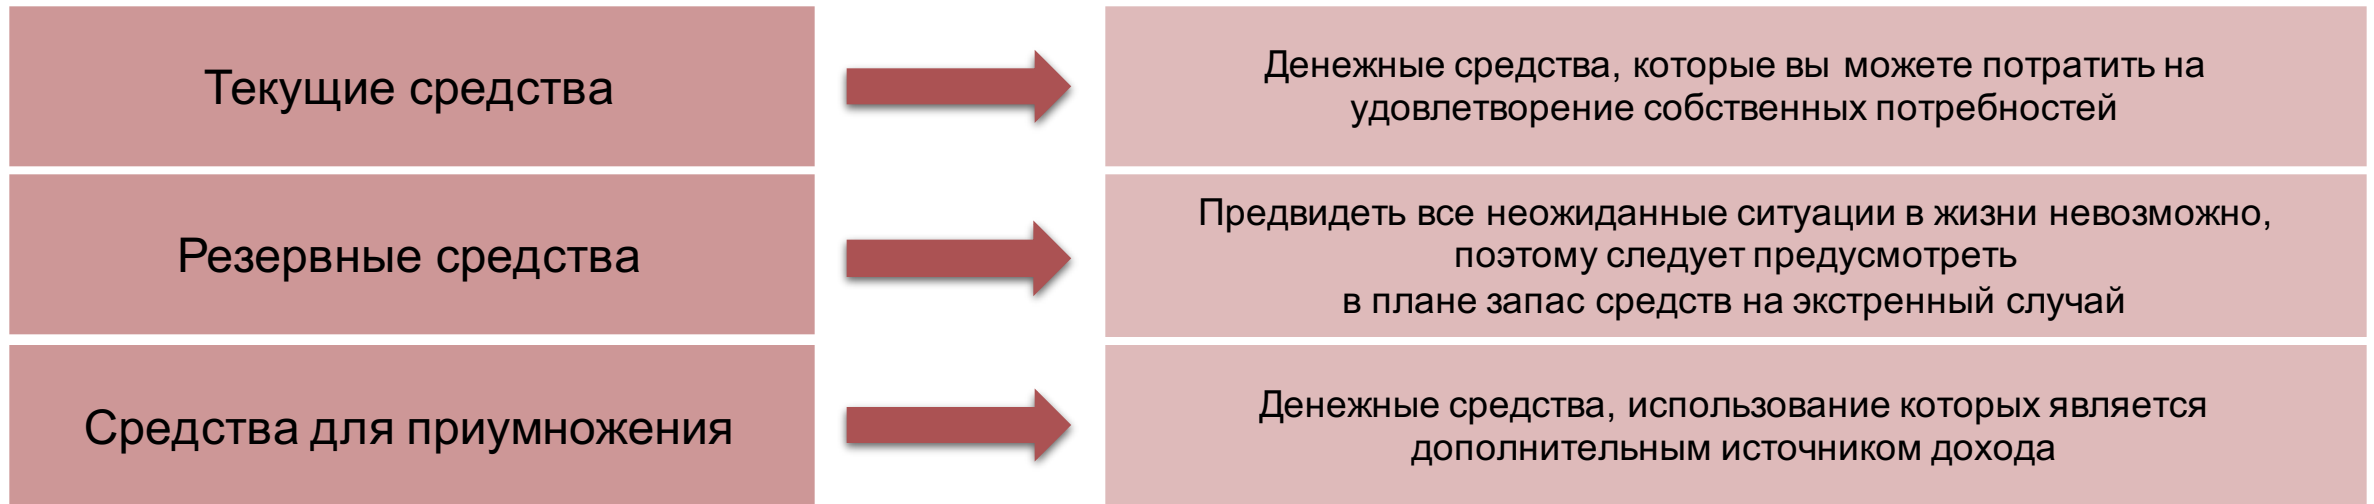 Текущие средства
Денежные средства, которые вы можете потратить на
удовлетворение собственных потребностей
Резервные средства
Предвидеть все неожиданные ситуации в жизни невозможно,
поэтому следует предусмотреть
в плане запас средств на экстренный случай
Средства для приумножения
Денежные средства, использование которых является
дополнительным источником дохода